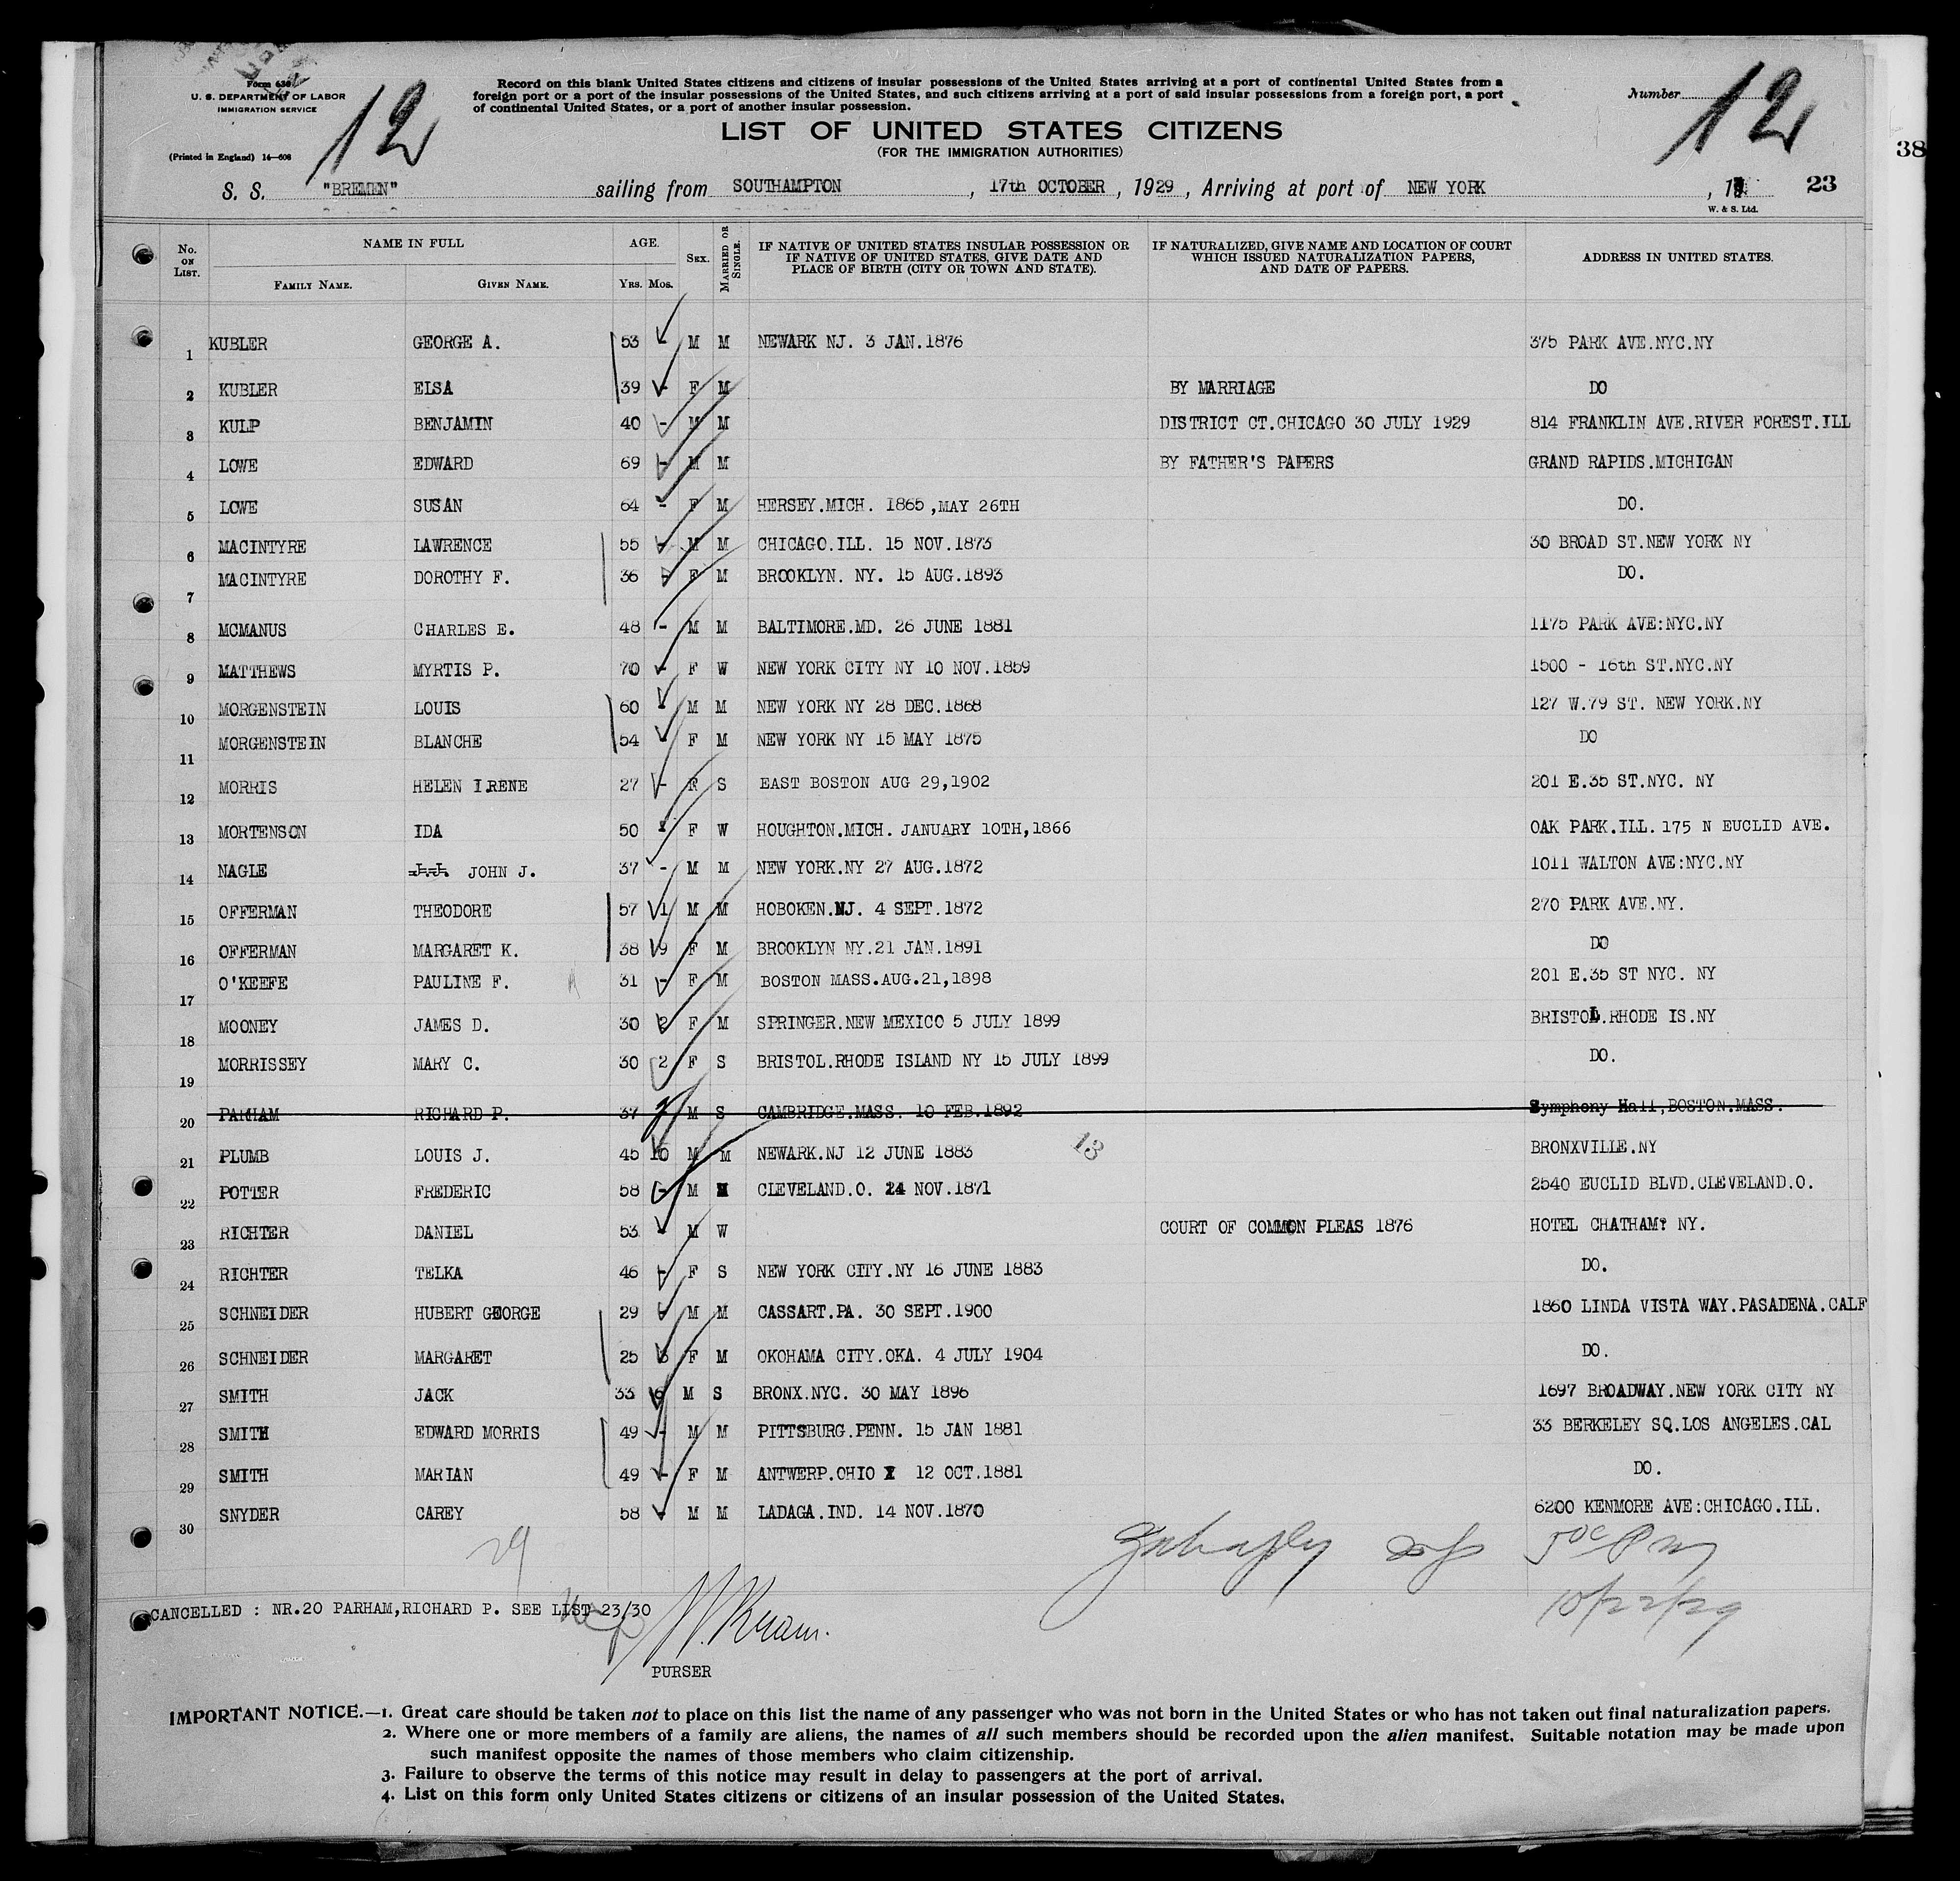 Form 630
U. S. DEPARTMENT OF LABOR
IMMIGRATION SERVICE
(Printed in England) 14—608
12
Record on this blank United States citizens and citizens of insular possessions of the United States arriving at a port of continental United States from a
foreign port or a port of the insular possessions of the United States, and such citizens arriving at a port of said insular possessions from a foreign port, a port
of continental United States, or a port of another insular possession.
Number 12
LIST OF UNITED STATES CITIZENS
(FOR THE IMMIGRATION AUTHORITIES)
38
S. S. "BREMEN" sailing from SOUTHAMPTON, 17th OCTOBER, 1929, Arriving at port of NEW YORK, 1 23
W. & S. Ltd.
No. ON LIST. NAME IN FULL AGE. SEX. MARRIED OR SINGLE. IF NATIVE OF UNITED STATES INSULAR POSSESSION OR IF NATIVE OF UNITED STATES, GIVE DATE AND PLACE OF BIRTH (CITY OR TOWN AND STATE). IF NATURALIZED, GIVE NAME AND LOCATION OF COURT WHICH ISSUED NATURALIZATION PAPERS, AND DATE OF PAPERS. ADDRESS IN UNITED STATES.
FAMILY NAME. GIVEN NAME. YRS. MOS.
1 KUBLER GEORGE A. 53 - M M NEWARK NJ. 3 JAN.1876 375 PARK AVE.NYC.NY
2 KUBLER ELSA 39 - F M BY MARRIAGE DO
3 KULP BENJAMIN 40 - M M DISTRICT CT.CHICAGO 30 JULY 1929 814 FRANKLIN AVE.RIVER FOREST.ILL
4 LOWE EDWARD 69 - M M BY FATHER'S PAPERS GRAND RAPIDS.MICHIGAN
5 LOWE SUSAN 64 - F M HERSEY.MICH. 1865,MAY 26TH DO.
6 MACINTYRE LAWRENCE 55 - M M CHICAGO.ILL. 15 NOV.1873 30 BROAD ST.NEW YORK NY
7 MACINTYRE DOROTHY F. 36 - F M BROOKLYN. NY. 15 AUG.1893 DO.
8 MCMANUS CHARLES E. 48 - M M BALTIMORE.MD. 26 JUNE 1881 1175 PARK AVE:NYC.NY
9 MATTHEWS MYRTIS P. 70 - F W NEW YORK CITY NY 10 NOV.1859 1500 - 16th ST.NYC.NY
10 MORGENSTEIN LOUIS 60 - M M NEW YORK NY 28 DEC.1868 127 W.79 ST. NEW YORK.NY
11 MORGENSTEIN BLANCHE 54 - F M NEW YORK NY 15 MAY 1875 DO
12 MORRIS HELEN IRENE 27 - F S EAST BOSTON AUG 29,1902 201 E.35 ST.NYC. NY
13 MORTENSON IDA 50 F W HOUGHTON.MICH. JANUARY 10TH,1866 OAK PARK.ILL. 175 N EUCLID AVE.
14 NAGLE J.J. JOHN J. 37 - M M NEW YORK.NY 27 AUG.1872 1011 WALTON AVE:NYC.NY
15 OFFERMAN THEODORE 57 1 M M HOBOKEN.NJ. 4 SEPT.1872 270 PARK AVE.NY.
16 OFFERMAN MARGARET K. 38 9 F M BROOKLYN NY.21 JAN.1891 DO
17 O'KEEFE PAULINE F. 31 - F M BOSTON MASS.AUG.21,1898 201 E.35 ST NYC. NY
18 MOONEY JAMES D. 30 2 F M SPRINGER.NEW MEXICO 5 JULY 1899 BRISTOL.RHODE IS.NY
19 MORRISSEY MARY C. 30 2 F S BRISTOL.RHODE ISLAND NY 15 JULY 1899 DO.
20 PARHAM RICHARD P. 37 M S CAMBRIDGE.MASS. 10 FEB.1892 Symphony Hall,BOSTON.MASS.
21 PLUMB LOUIS J. 45 10 M M NEWARK.NJ 12 JUNE 1883 13 BRONXVILLE.NY
22 POTTER FREDERIC 58 - M M CLEVELAND.O. 24 NOV.1871 2540 EUCLID BLVD.CLEVELAND.O.
23 RICHTER DANIEL 53 - M W COURT OF COMMON PLEAS 1876 HOTEL CHATHAM? NY.
24 RICHTER TELKA 46 - F S NEW YORK CITY.NY 16 JUNE 1883 DO.
25 SCHNEIDER HUBERT GEORGE 29 - M M CASSART.PA. 30 SEPT.1900 1860 LINDA VISTA WAY.PASADENA.CALF
26 SCHNEIDER MARGARET 25 3 F M OKOHAMA CITY.OKA. 4 JULY 1904 DO.
27 SMITH JACK 33 6 M S BRONX.NYC. 30 MAY 1896 1697 BROADWAY.NEW YORK CITY NY
28 SMITH EDWARD MORRIS 49 - M M PITTSBURG.PENN. 15 JAN 1881 33 BERKELEY SQ.LOS ANGELES.CAL
29 SMITH MARIAN 49 - F M ANTWERP.OHIO 12 OCT.1881 DO.
30 SNYDER CAREY 58 - M M LADAGA.IND. 14 NOV.1870 6200 KENMORE AVE:CHICAGO.ILL.
29
10/22/29
CANCELLED : NR.20 PARHAM,RICHARD P. SEE LIST 23/30
PURSER
IMPORTANT NOTICE.—1. Great care should be taken not to place on this list the name of any passenger who was not born in the United States or who has not taken out final naturalization papers.
2. Where one or more members of a family are aliens, the names of all such members should be recorded upon the alien manifest. Suitable notation may be made upon
such manifest opposite the names of those members who claim citizenship.
3. Failure to observe the terms of this notice may result in delay to passengers at the port of arrival.
4. List on this form only United States citizens or citizens of an insular possession of the United States.